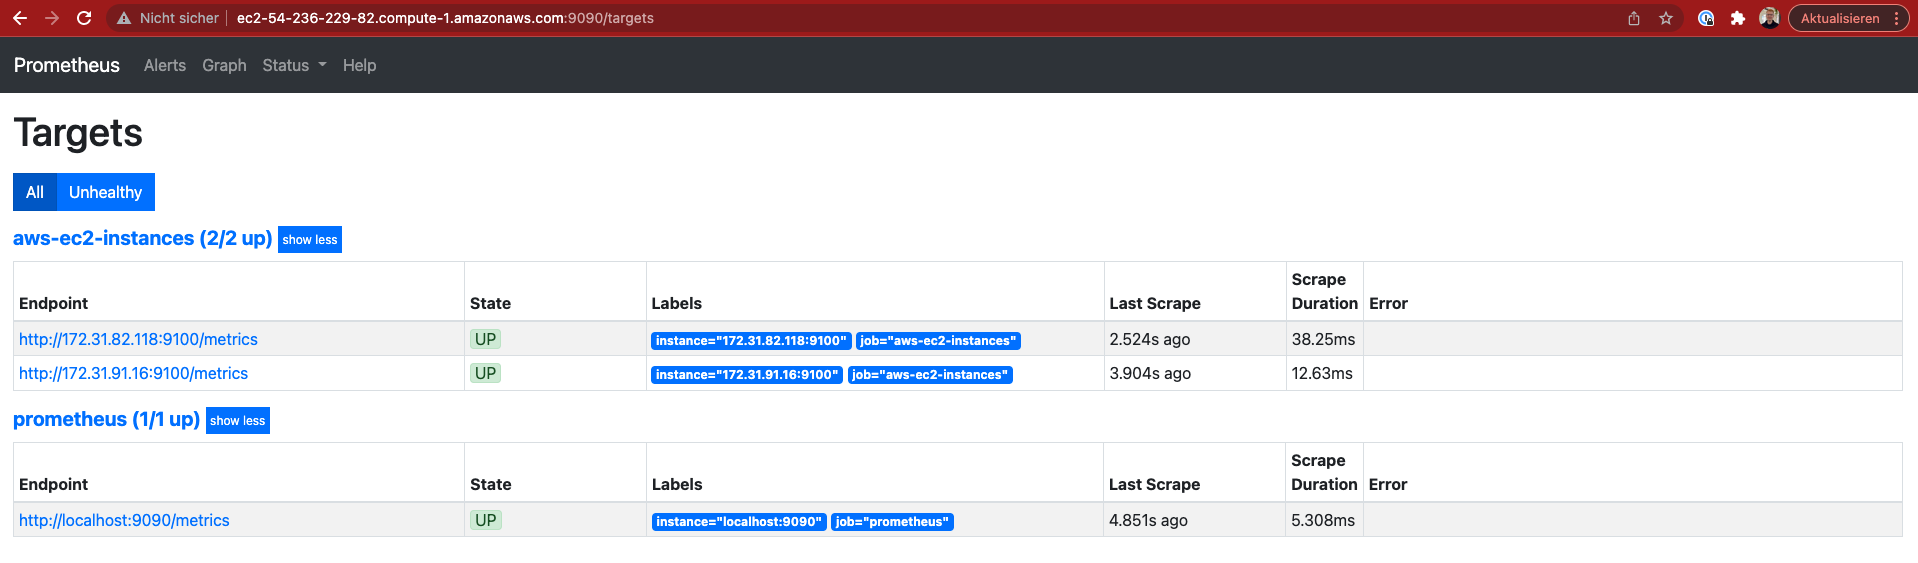 Nicht sicher ec2-54-236-229-82.compute-1.amazonaws.com:9090/targets Aktualisieren
Prometheus Alerts Graph Status Help
Targets
All Unhealthy
aws-ec2-instances (2/2 up) show less
Endpoint State Labels Last Scrape Scrape Duration Error
http://172.31.82.118:9100/metrics UP instance="172.31.82.118:9100" job="aws-ec2-instances" 2.524s ago 38.25ms
http://172.31.91.16:9100/metrics UP instance="172.31.91.16:9100" job="aws-ec2-instances" 3.904s ago 12.63ms
prometheus (1/1 up) show less
Endpoint State Labels Last Scrape Scrape Duration Error
http://localhost:9090/metrics UP instance="localhost:9090" job="prometheus" 4.851s ago 5.308ms